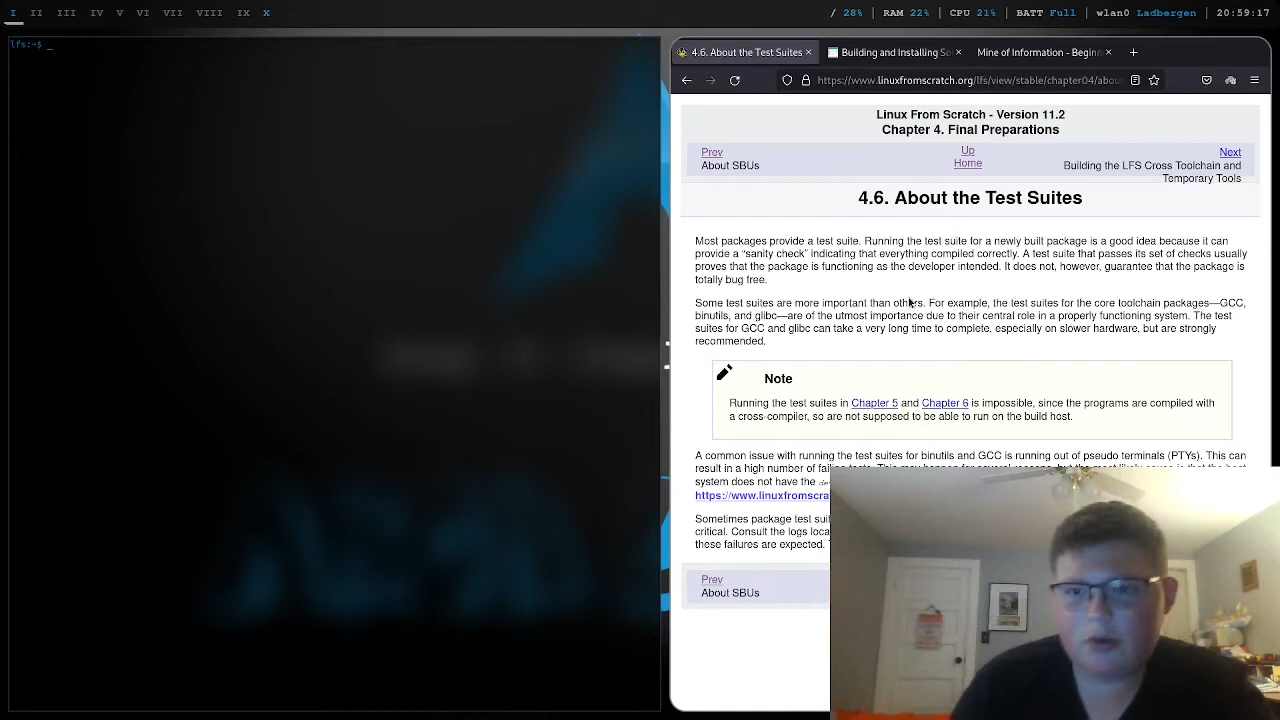 I II III IV V VI VII VIII IX X
/ 28% | RAM 22% | CPU 21% | BATT Full | wlan0 Ladbergen | 20:59:17
lfs:~$ _
4.6. About the Test Suites ×
Building and Installing So ×
Mine of Information - Beginn ×
+
https://www.linuxfromscratch.org/lfs/view/stable/chapter04/abou
Linux From Scratch - Version 11.2
Chapter 4. Final Preparations
Prev
About SBUs
Up
Home
Next
Building the LFS Cross Toolchain and
Temporary Tools
4.6. About the Test Suites
Most packages provide a test suite. Running the test suite for a newly built package is a good idea because it can
provide a “sanity check” indicating that everything compiled correctly. A test suite that passes its set of checks usually
proves that the package is functioning as the developer intended. It does not, however, guarantee that the package is
totally bug free.
Some test suites are more important than others. For example, the test suites for the core toolchain packages—GCC,
binutils, and glibc—are of the utmost importance due to their central role in a properly functioning system. The test
suites for GCC and glibc can take a very long time to complete, especially on slower hardware, but are strongly
recommended.
Note
Running the test suites in Chapter 5 and Chapter 6 is impossible, since the programs are compiled with
a cross-compiler, so are not supposed to be able to run on the build host.
A common issue with running the test suites for binutils and GCC is running out of pseudo terminals (PTYs). This can
result in a high number of
system does not have the
https://www.linuxfromscra
Sometimes package test sui
critical. Consult the logs loca
these failures are expected.
Prev
About SBUs